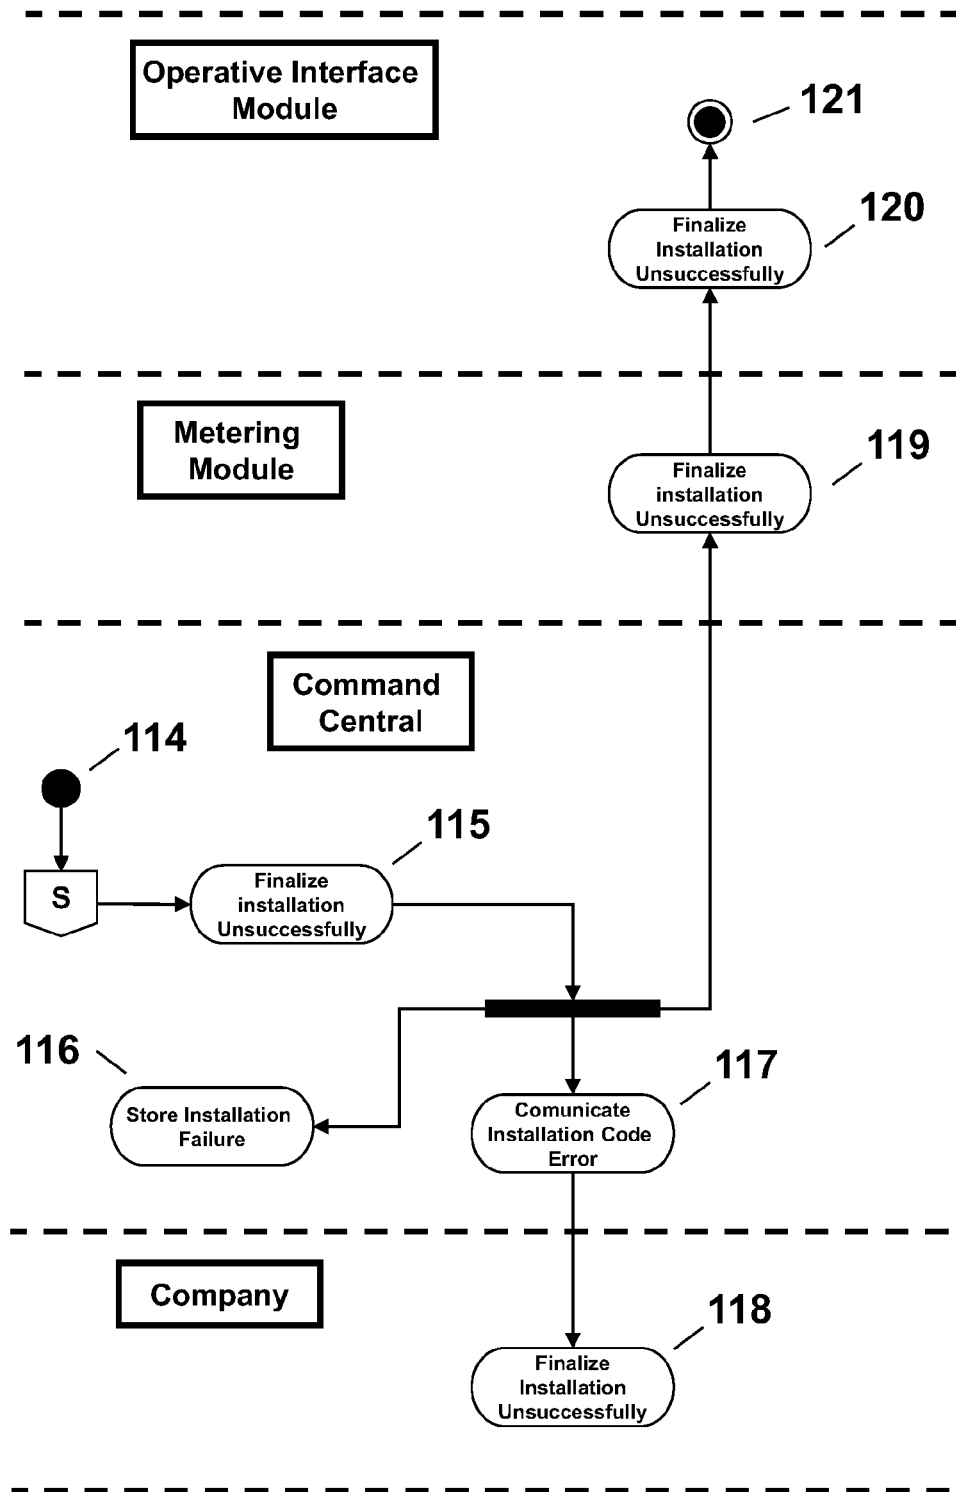 Operative Interface
Module
121
Finalize
Installation
Unsuccessfully
120
Metering
Module
Finalize
installation
Unsuccessfully
119
Command
Central
114
S
Finalize
installation
Unsuccessfully
115
116
Store Installation
Failure
117
Comunicate
Installation Code
Error
Company
118
Finalize
Installation
Unsuccessfully